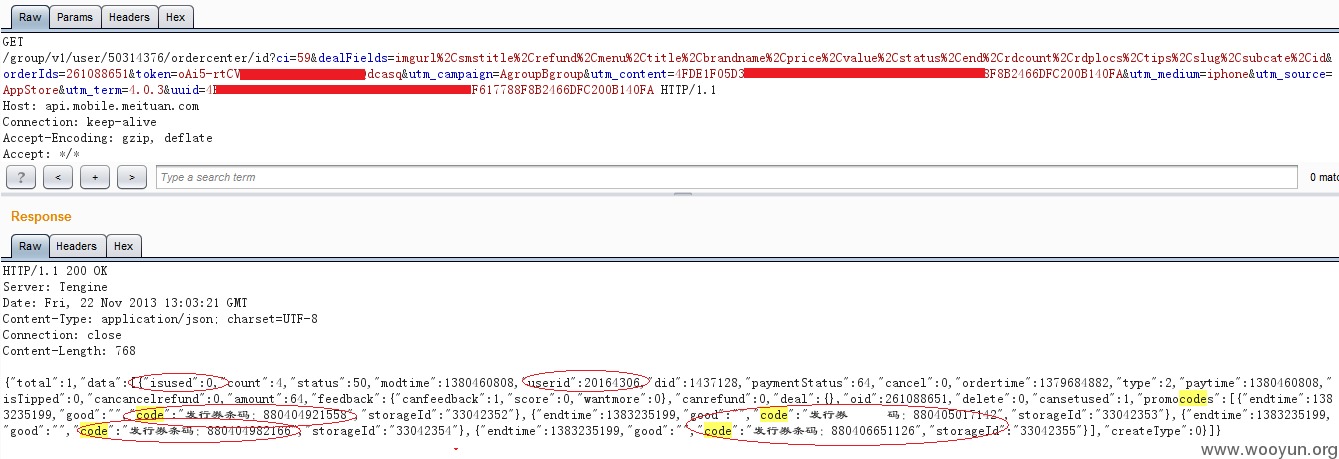 Raw Params Headers Hex
GET
/group/v1/user/50314376/ordercenter/id?ci=59&dealFields=imgurl%2Csmstitle%2Crefund%2Cmenu%2Ctitle%2Cbrandname%2Cprice%2Cvalue%2Cstatus%2Cend%2Crdcount%2Crdplocs%2Ctips%2Cslug%2Csubcate%2Cid&
orderIds=261088651&token=oAi5-rtCV dcasq&utm_campaign=AgroupBgroup&utm_content=4FDE1F05D3 8F8B2466DFC200B140FA&utm_medium=iphone&utm_source=
AppStore&utm_term=4.0.3&uuid=4 F617788F8B2466DFC200B140FA HTTP/1.1
Host: api.mobile.meituan.com
Connection: keep-alive
Accept-Encoding: gzip, deflate
Accept: */*
? < + > Type a search term 0 matc
Response
Raw Headers Hex
HTTP/1.1 200 OK
Server: Tengine
Date: Fri, 22 Nov 2013 13:03:21 GMT
Content-Type: application/json; charset=UTF-8
Connection: close
Content-Length: 768
{"total":1,"data":[{"isused":0,"count":4,"status":50,"modtime":1380460808,"userid":20164306,"did":1437128,"paymentStatus":64,"cancel":0,"ordertime":1379684882,"type":2,"paytime":1380460808,"
isTipped":0,"cancancelrefund":0,"amount":64,"feedback":{"canfeedback":1,"score":0,"wantmore":0},"canrefund":0,"deal":{},"oid":261088651,"delete":0,"cansetused":1,"promocodes":[{"endtime":138
3235199,"good":"","code":"发行券条码: 880404921558","storageId":"33042352"},{"endtime":1383235199,"good":"","code":"发行券 码: 880405017142","storageId":"33042353"},{"endtime":1383235199,
"good":"","code":"发行券条码: 880404982166","storageId":"33042354"},{"endtime":1383235199,"good":"","code":"发行券条码: 880406651126","storageId":"33042355"}],"createType":0}]}
www.wooyun.org